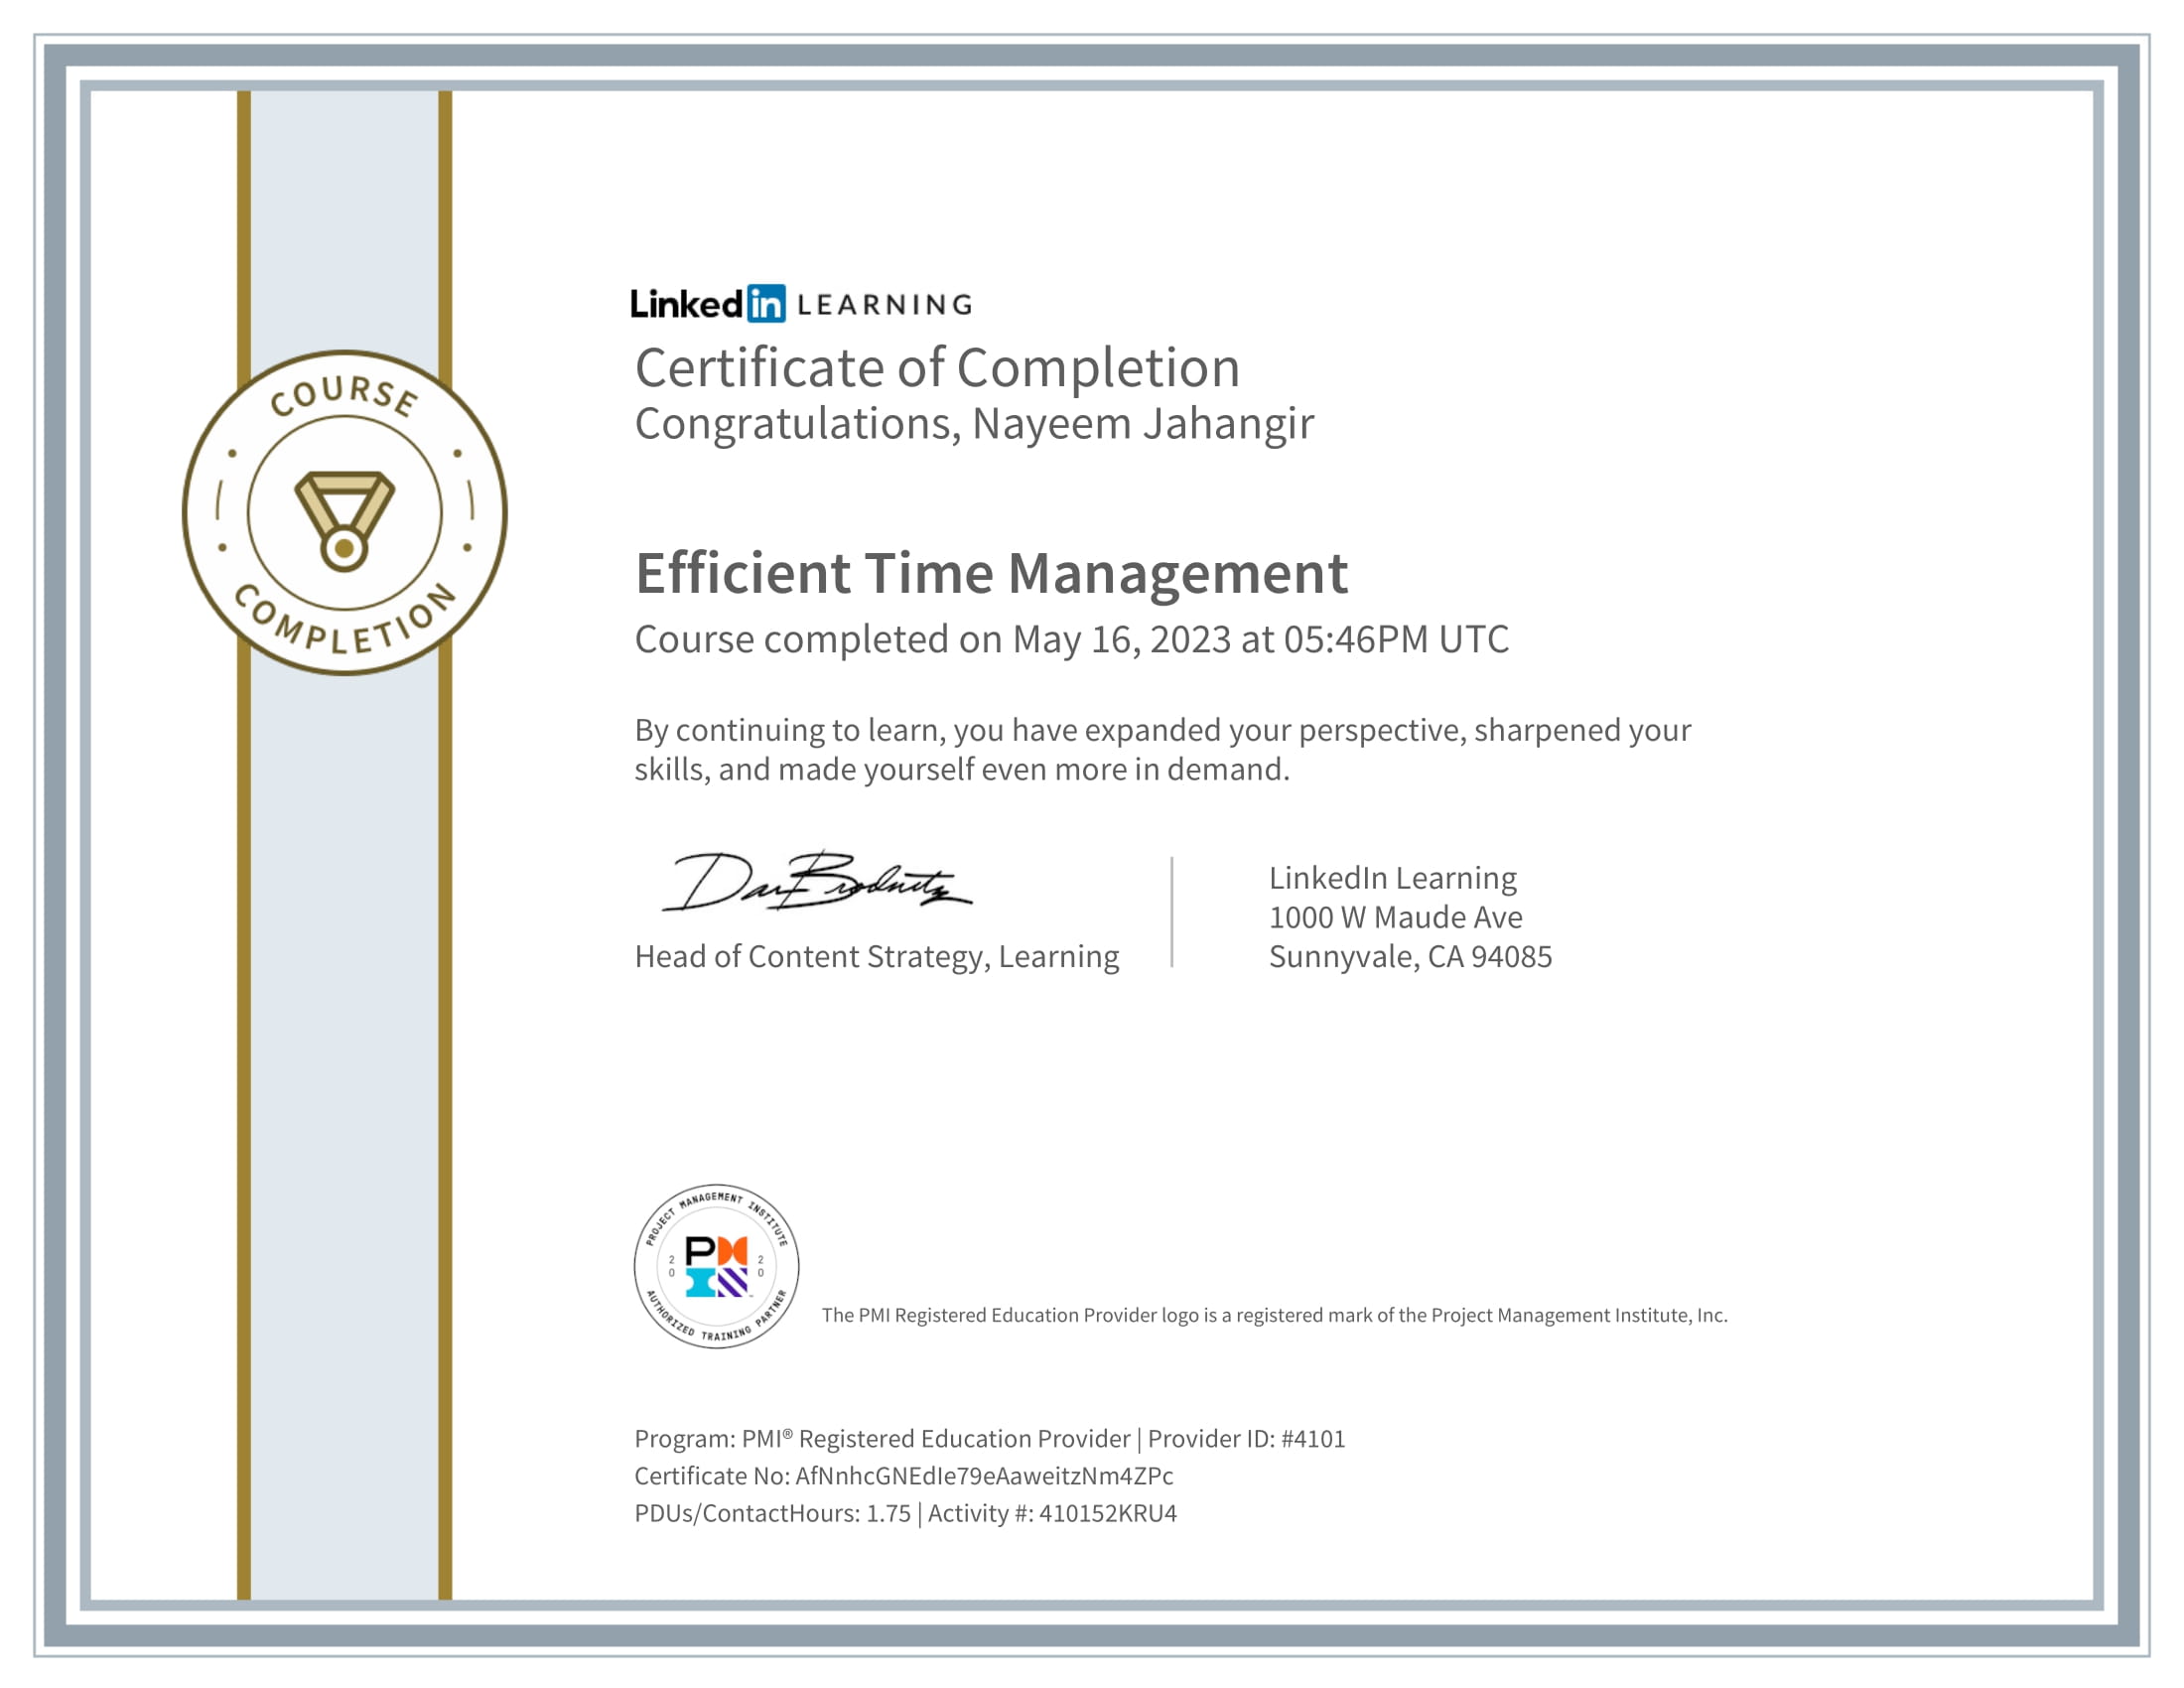 COURSE
COMPLETION
Linked in LEARNING
Certificate of Completion
Congratulations, Nayeem Jahangir
Efficient Time Management
Course completed on May 16, 2023 at 05:46PM UTC
By continuing to learn, you have expanded your perspective, sharpened your
skills, and made yourself even more in demand.
Dan Brodnitz
Head of Content Strategy, Learning
LinkedIn Learning
1000 W Maude Ave
Sunnyvale, CA 94085
PROJECT MANAGEMENT INSTITUTE
20 PMI 20
AUTHORIZED TRAINING PARTNER
The PMI Registered Education Provider logo is a registered mark of the Project Management Institute, Inc.
Program: PMI® Registered Education Provider | Provider ID: #4101
Certificate No: AfNnhcGNEdIe79eAaweitzNm4ZPc
PDUs/ContactHours: 1.75 | Activity #: 410152KRU4